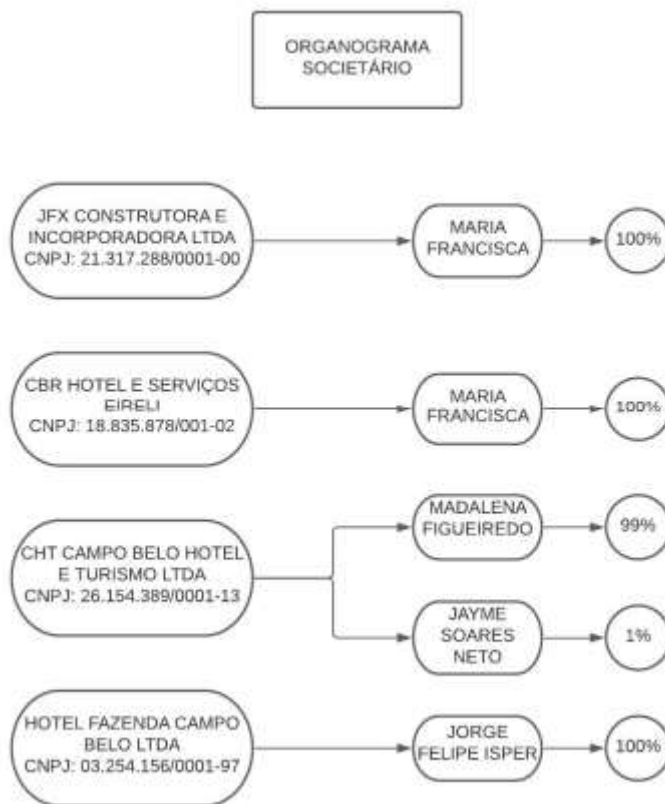 ORGANOGRAMA
SOCIETÁRIO
JFX CONSTRUTORA E
INCORPORADORA LTDA
CNPJ: 21.317.288/0001-00
MARIA
FRANCISCA
100%
CBR HOTEL E SERVIÇOS
EIRELI
CNPJ: 18.835.878/001-02
MARIA
FRANCISCA
100%
CHT CAMPO BELO HOTEL
E TURISMO LTDA
CNPJ: 26.154.389/0001-13
MADALENA
FIGUEIREDO
99%
JAYME
SOARES
NETO
1%
HOTEL FAZENDA CAMPO
BELO LTDA
CNPJ: 03.254.156/0001-97
JORGE
FELIPE ISPER
100%